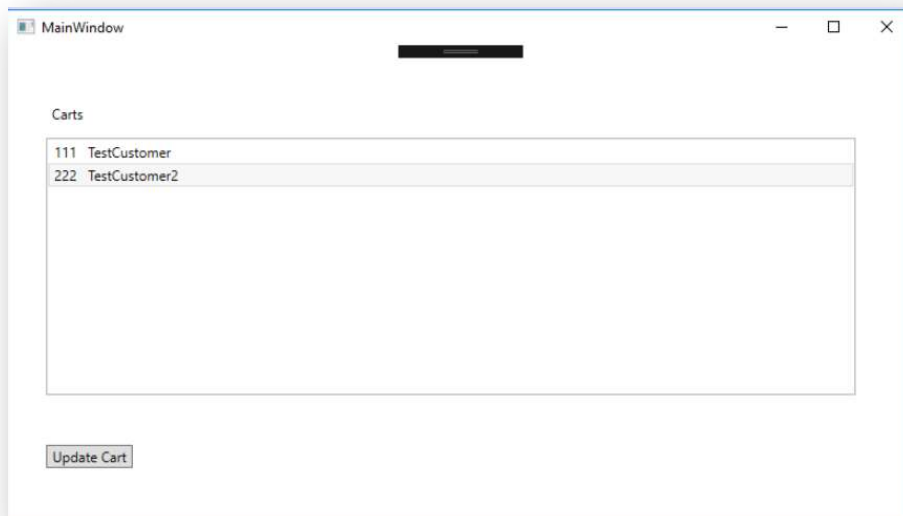 MainWindow
Carts
111 TestCustomer
222 TestCustomer2
Update Cart